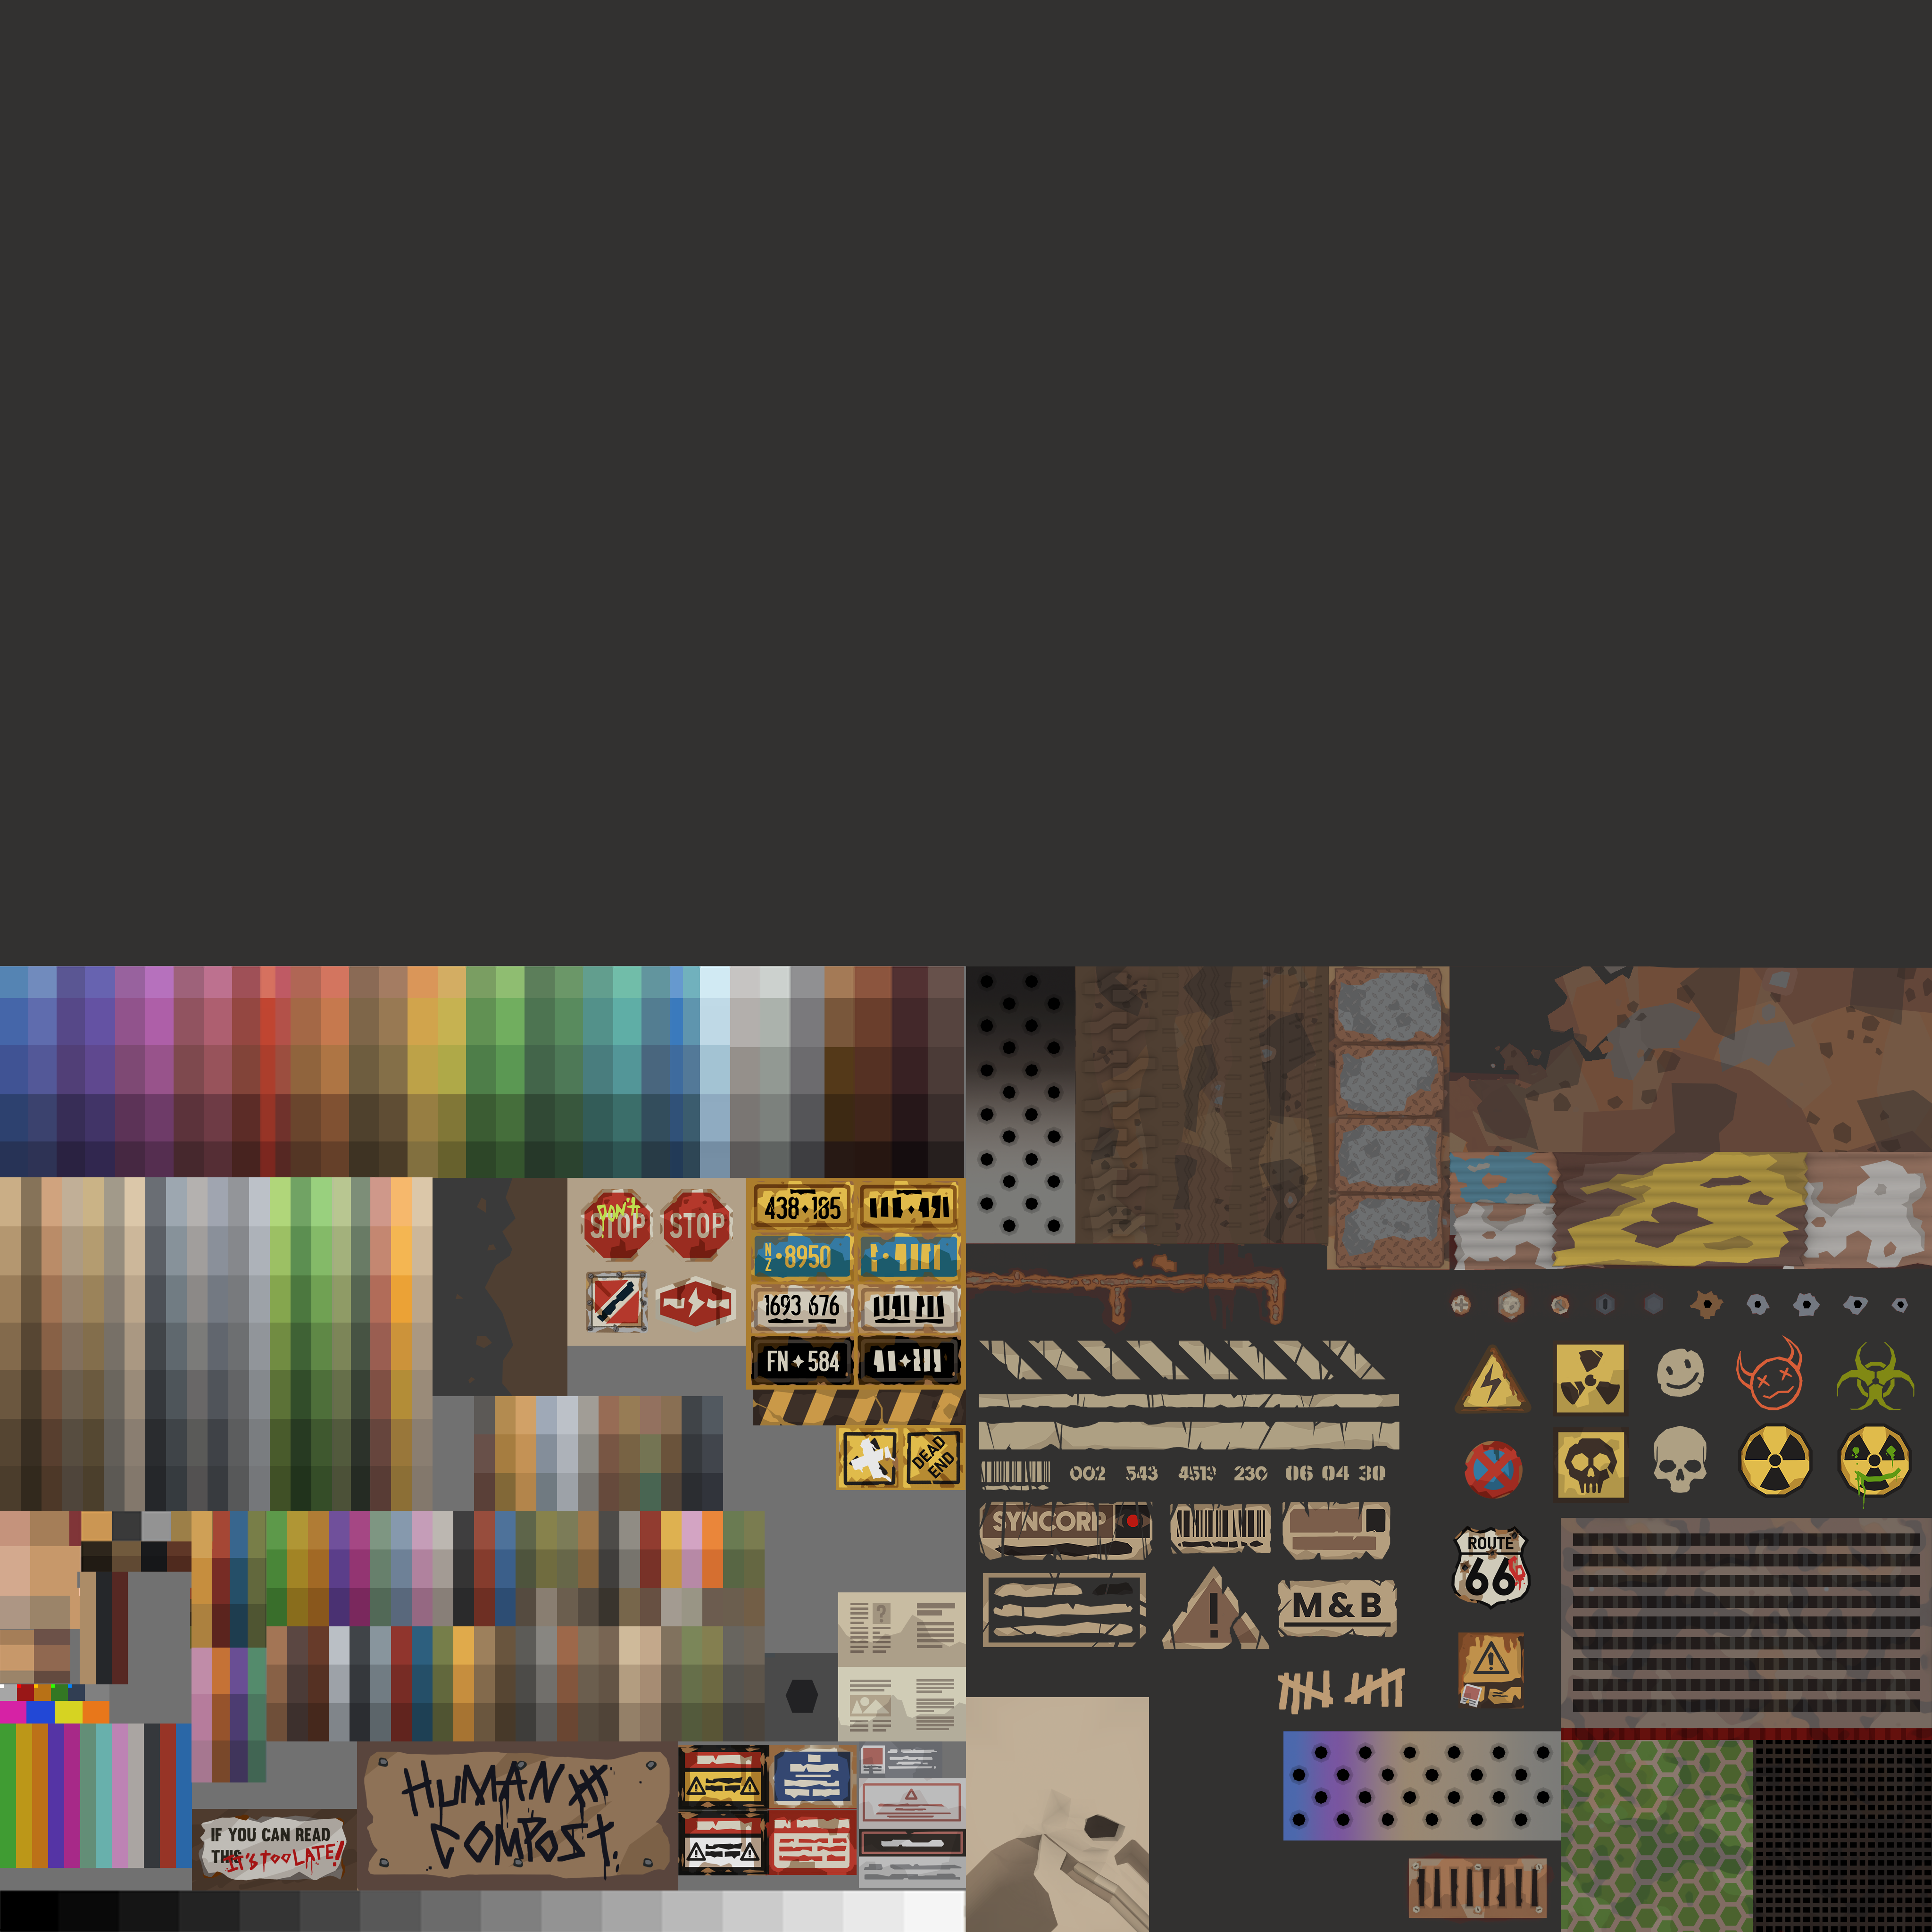 DON'T
STOP
STOP
438·185
NZ·8950
1693 676
FN 584
DEAD
END
002 543 4513 230 06 04 30
SYNCORP
M & B
ROUTE
66
?
HUMAN
COMPOST
IF YOU CAN READ
THIS
IT'S TOO LATE!